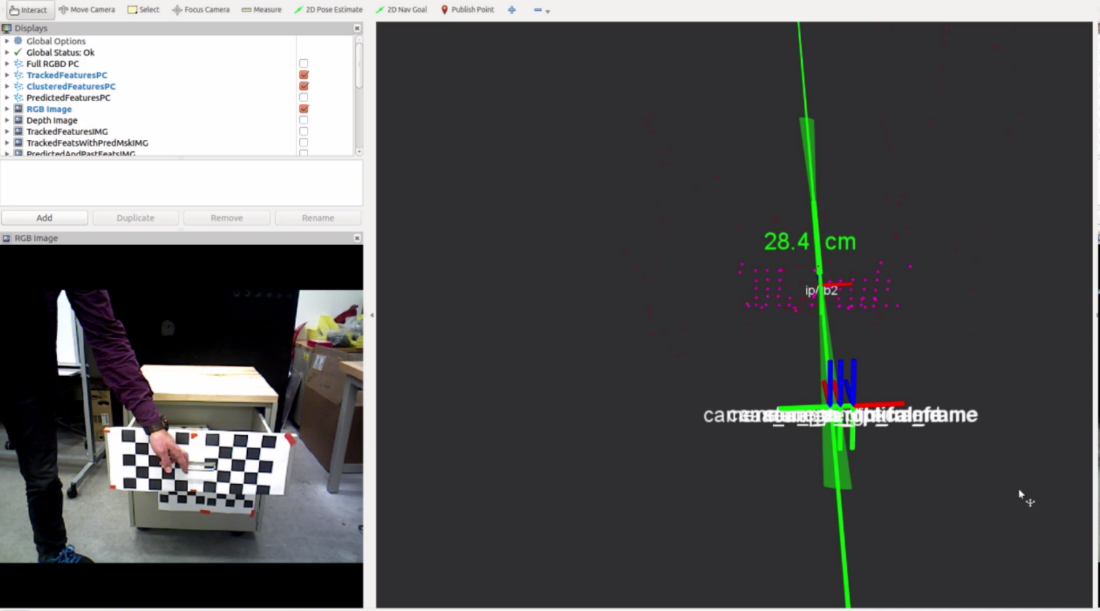 Interact Move Camera Select Focus Camera Measure 2D Pose Estimate 2D Nav Goal Publish Point
Displays
Global Options
Global Status: Ok
Full RGBD PC
TrackedFeaturesPC
ClusteredFeaturesPC
PredictedFeaturesPC
RGB Image
Depth Image
TrackedFeaturesIMG
TrackedFeatsWithPredMskIMG
PredictedAndPastFeatsIMG
Add Duplicate Remove Rename
RGB Image
28.4 cm